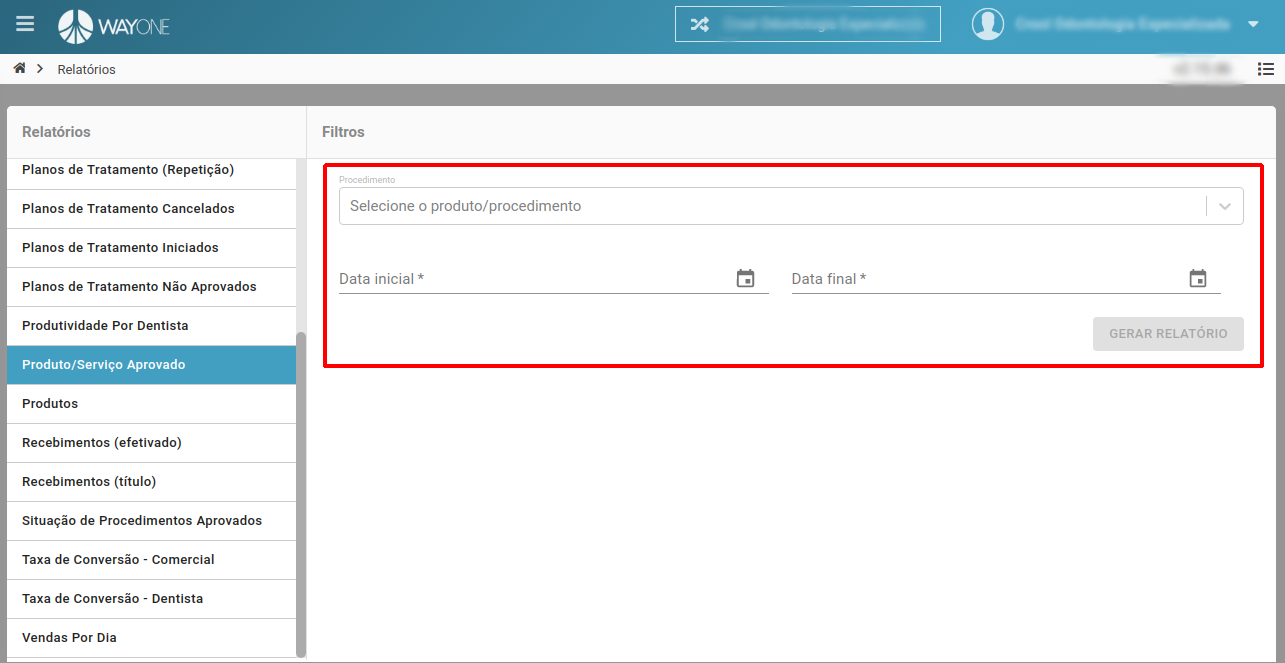 WAYONE
Relatórios
Relatórios
Filtros
Planos de Tratamento (Repetição)
Planos de Tratamento Cancelados
Planos de Tratamento Iniciados
Planos de Tratamento Não Aprovados
Produtividade Por Dentista
Produto/Serviço Aprovado
Produtos
Recebimentos (efetivado)
Recebimentos (título)
Situação de Procedimentos Aprovados
Taxa de Conversão - Comercial
Taxa de Conversão - Dentista
Vendas Por Dia
Procedimento
Selecione o produto/procedimento
Data inicial *
Data final *
GERAR RELATÓRIO